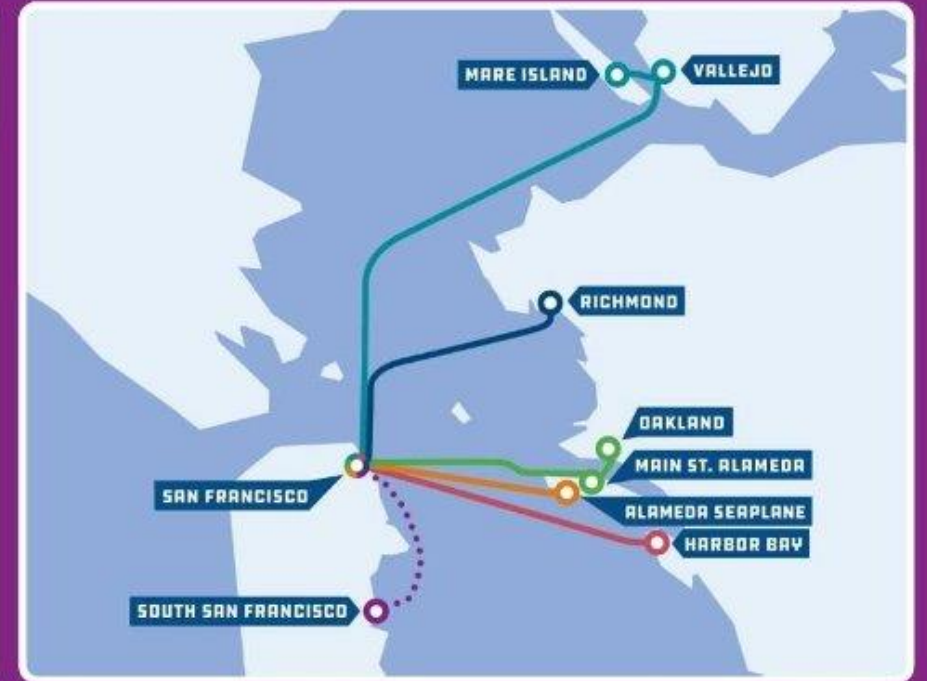 MARE ISLAND
VALLEJO
RICHMOND
OAKLAND
MAIN ST. ALAMEDA
SAN FRANCISCO
ALAMEDA SEAPLANE
HARBOR BAY
SOUTH SAN FRANCISCO